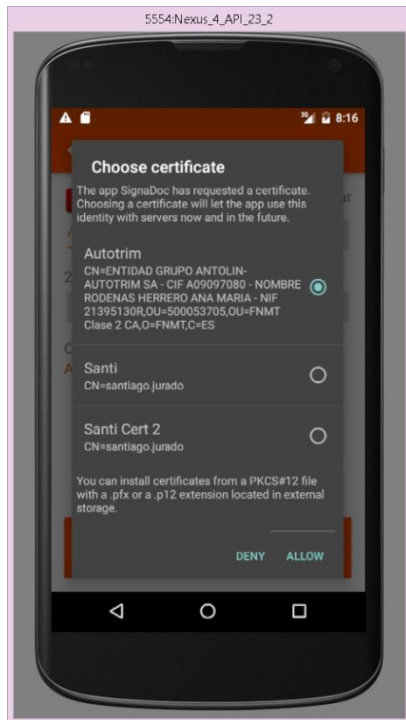 5554:Nexus_4_API_23_2
3G 8:16
Choose certificate
The app SignaDoc has requested a certificate.
Choosing a certificate will let the app use this
identity with servers now and in the future.
ar
Autotrim
CN=ENTIDAD GRUPO ANTOLIN-
AUTOTRIM SA - CIF A09097080 - NOMBRE
RODENAS HERRERO ANA MARIA - NIF
21395130R,OU=500053705,OU=FNMT
Clase 2 CA,O=FNMT,C=ES
2
Santi
CN=santiago.jurado
Santi Cert 2
CN=santiago.jurado
You can install certificates from a PKCS#12 file
with a .pfx or a .p12 extension located in external
storage.
DENY ALLOW